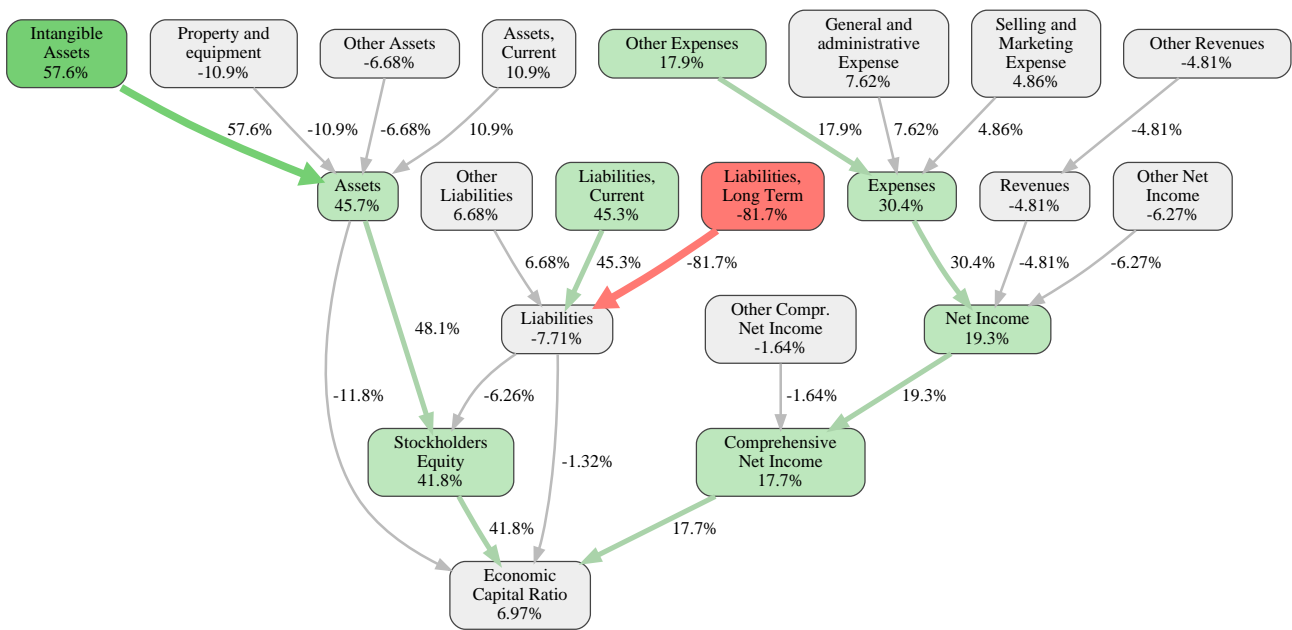 Intangible
Assets
57.6%
Property and
equipment
-10.9%
Other Assets
-6.68%
Assets,
Current
10.9%
Other Expenses
17.9%
General and
administrative
Expense
7.62%
Selling and
Marketing
Expense
4.86%
Other Revenues
-4.81%
57.6%
-10.9%
-6.68%
10.9%
17.9%
7.62%
4.86%
-4.81%
Assets
45.7%
Other
Liabilities
6.68%
Liabilities,
Current
45.3%
Liabilities,
Long Term
-81.7%
Expenses
30.4%
Revenues
-4.81%
Other Net
Income
-6.27%
6.68%
45.3%
-81.7%
30.4%
-4.81%
-6.27%
48.1%
Liabilities
-7.71%
Other Compr.
Net Income
-1.64%
Net Income
19.3%
-11.8%
-6.26%
-1.64%
19.3%
Stockholders
Equity
41.8%
-1.32%
Comprehensive
Net Income
17.7%
41.8%
17.7%
Economic
Capital Ratio
6.97%